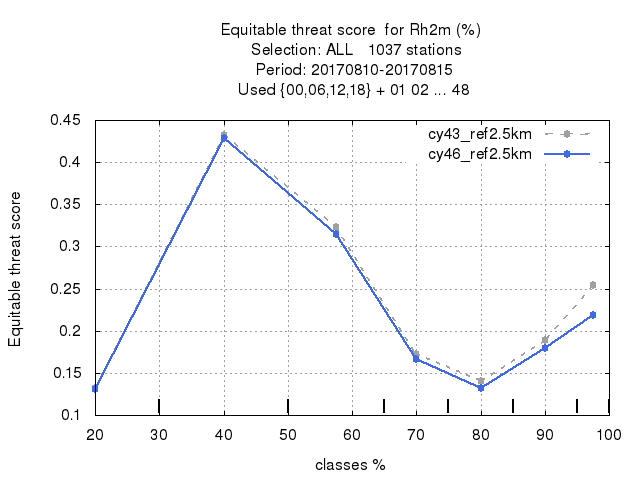 Equitable threat score  for Rh2m (%)
Selection: ALL   1037 stations
Period: 20170810-20170815
Used {00,06,12,18} + 01 02 ... 48
cy43_ref2.5km
cy46_ref2.5km
Equitable threat score
0.45
0.4
0.35
0.3
0.25
0.2
0.15
0.1
20 30 40 50 60 70 80 90 100
classes %